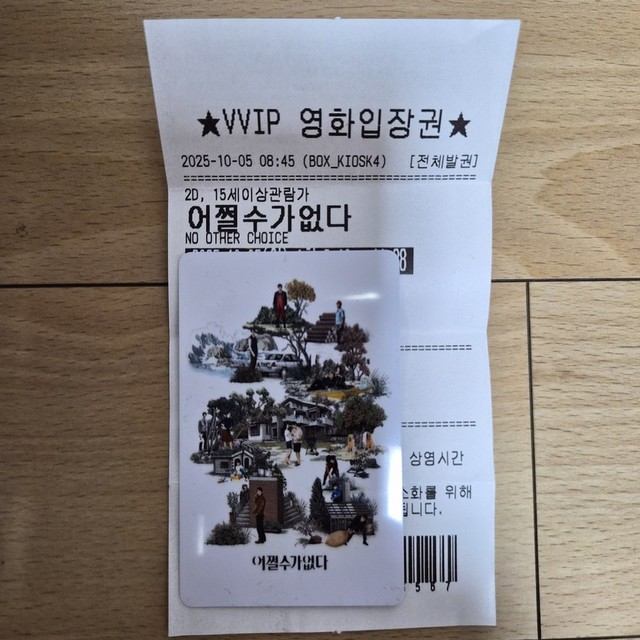 ★VVIP 영화입장권★
2025-10-05 08:45 (BOX_KIOSK4) [전체발권]
2D, 15세이상관람가
어쩔수가없다
NO OTHER CHOICE
상영시간
소화를 위해
됩니다.
어쩔수가없다